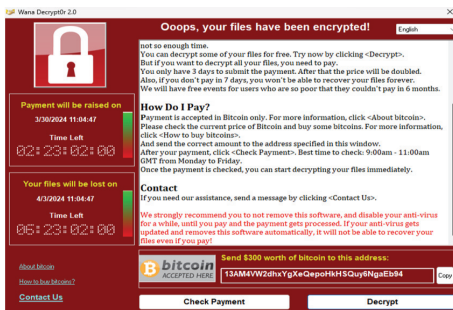 Wana Decrypt0r 2.0
Ooops, your files have been encrypted!
English
Payment will be raised on
3/30/2024 11:04:47
Time Left
02:23:02:00
Your files will be lost on
4/3/2024 11:04:47
Time Left
06:23:02:00
About bitcoin
How to buy bitcoins?
Contact Us
not so enough time.
You can decrypt some of your files for free. Try now by clicking <Decrypt>.
But if you want to decrypt all your files, you need to pay.
You only have 3 days to submit the payment. After that the price will be doubled.
Also, if you don't pay in 7 days, you won't be able to recover your files forever.
We will have free events for users who are so poor that they couldn't pay in 6 months.
How Do I Pay?
Payment is accepted in Bitcoin only. For more information, click <About bitcoin>.
Please check the current price of Bitcoin and buy some bitcoins. For more information,
click <How to buy bitcoins>.
And send the correct amount to the address specified in this window.
After your payment, click <Check Payment>. Best time to check: 9:00am - 11:00am
GMT from Monday to Friday.
Once the payment is checked, you can start decrypting your files immediately.
Contact
If you need our assistance, send a message by clicking <Contact Us>.
We strongly recommend you to not remove this software, and disable your anti-virus
for a while, until you pay and the payment gets processed. If your anti-virus gets
updated and removes this software automatically, it will not be able to recover your
files even if you pay!
bitcoin
ACCEPTED HERE
Send $300 worth of bitcoin to this address:
13AM4VW2dhxYgXeQepoHkHSQuy6NgaEb94
Copy
Check Payment
Decrypt